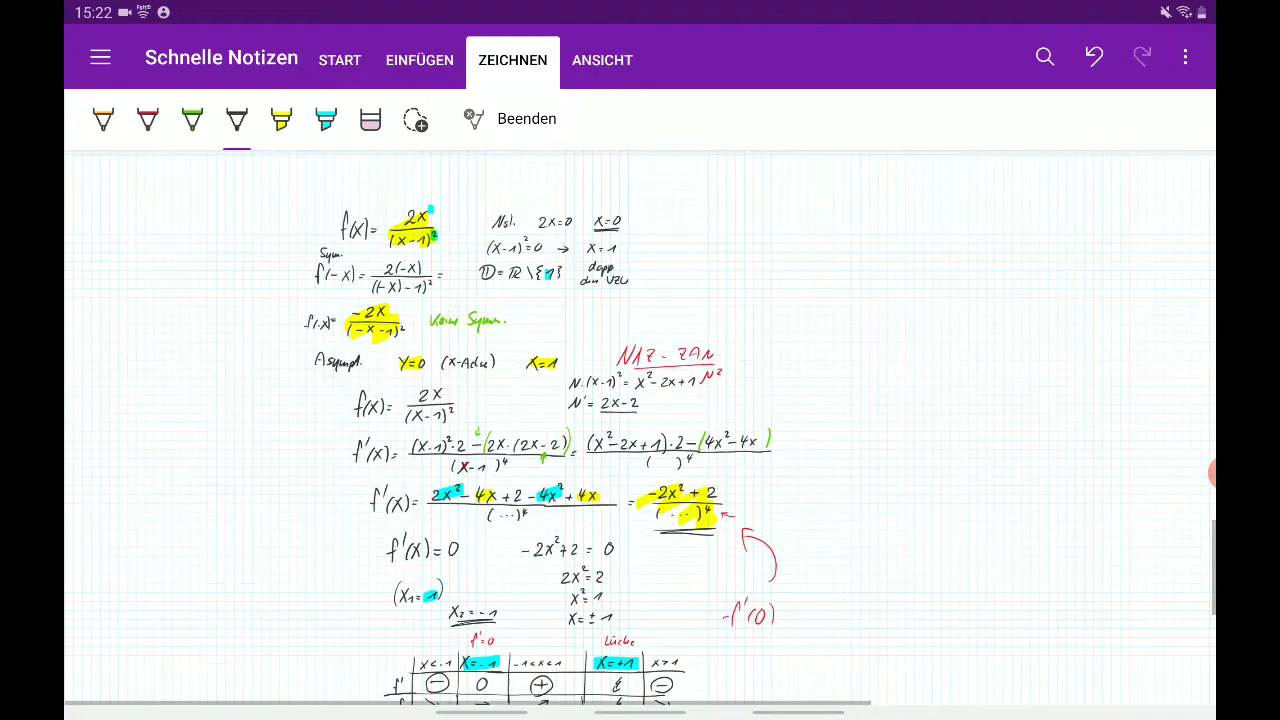 15:22
Schnelle Notizen START EINFÜGEN ZEICHNEN ANSICHT
Beenden
f(x) = 2x / (x-1)²
Nst. 2x=0 x=0
Sym.
(x-1)²=0 → x=1
f(-x) = 2(-x) / ((-x)-1)² =
D = R \ {1} dopp
f(-x) = -2x / (-x-1)² Keine Symm.
Asympt. y=0 (x-Achse) x=1
NAZ - ZAN
N²
N: (x-1)² = x²-2x+1
f(x) = 2x / (x-1)²
N' = 2x-2
f'(x) = (x-1)²·2 - (2x·(2x-2)) / (x-1)⁴ = (x²-2x+1)·2 - (4x²-4x) / ( )⁴
f'(x) = 2x² - 4x + 2 - 4x² + 4x / (...)⁴ = -2x² + 2 / (...)⁴ ←
f'(x) = 0 -2x²+2 = 0
2x² = 2
(x₁ = 1) x² = 1
x₂ = -1 x = ± 1
f'(0)
f'=0 Lücke
x<-1 x=-1 -1<x<1 x=+1 x>1
f' − 0 + −